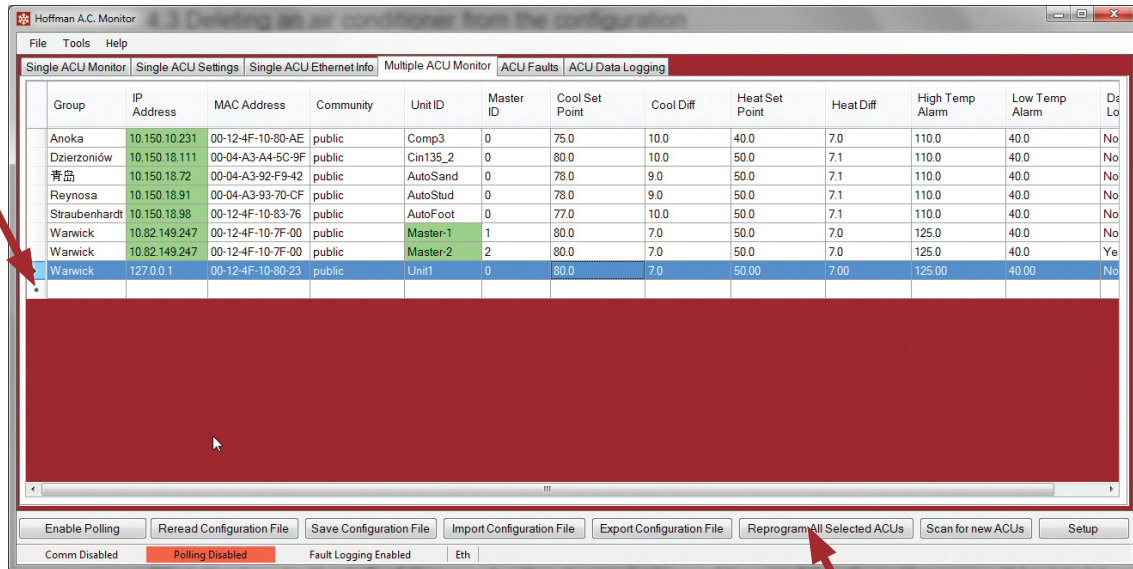 4.3 Deleting an air conditioner from the configuration
Hoffman A.C. Monitor
File Tools Help
Single ACU Monitor Single ACU Settings Single ACU Ethernet Info Multiple ACU Monitor ACU Faults ACU Data Logging
Group IP Address MAC Address Community Unit ID Master ID Cool Set Point Cool Diff Heat Set Point Heat Diff High Temp Alarm Low Temp Alarm Da Lo
Anoka 10.150.10.231 00-12-4F-10-80-AE public Comp3 0 75.0 10.0 40.0 7.0 110.0 40.0 No
Dzierżoniów 10.150.18.111 00-04-A3-A4-5C-9F public Cin135_2 0 80.0 10.0 50.0 7.1 110.0 40.0 No
青岛 10.150.18.72 00-04-A3-92-F9-42 public AutoSand 0 78.0 9.0 50.0 7.1 110.0 40.0 No
Reynosa 10.150.18.91 00-04-A3-93-70-CF public AutoStud 0 78.0 9.0 50.0 7.1 110.0 40.0 No
Straubenhardt 10.150.18.98 00-12-4F-10-83-76 public AutoFoot 0 77.0 10.0 50.0 7.1 110.0 40.0 No
Warwick 10.82.149.247 00-12-4F-10-7F-00 public Master-1 1 80.0 7.0 50.0 7.0 125.0 40.0 No
Warwick 10.82.149.247 00-12-4F-10-7F-00 public Master-2 2 80.0 7.0 50.0 7.0 125.0 40.0 Ye
Warwick 127.0.0.1 00-12-4F-10-80-23 public Unit1 0 80.0 7.0 50.00 7.00 125.00 40.00 No
*
Enable Polling Reread Configuration File Save Configuration File Import Configuration File Export Configuration File Reprogram All Selected ACUs Scan for new ACUs Setup
Comm Disabled Polling Disabled Fault Logging Enabled Eth